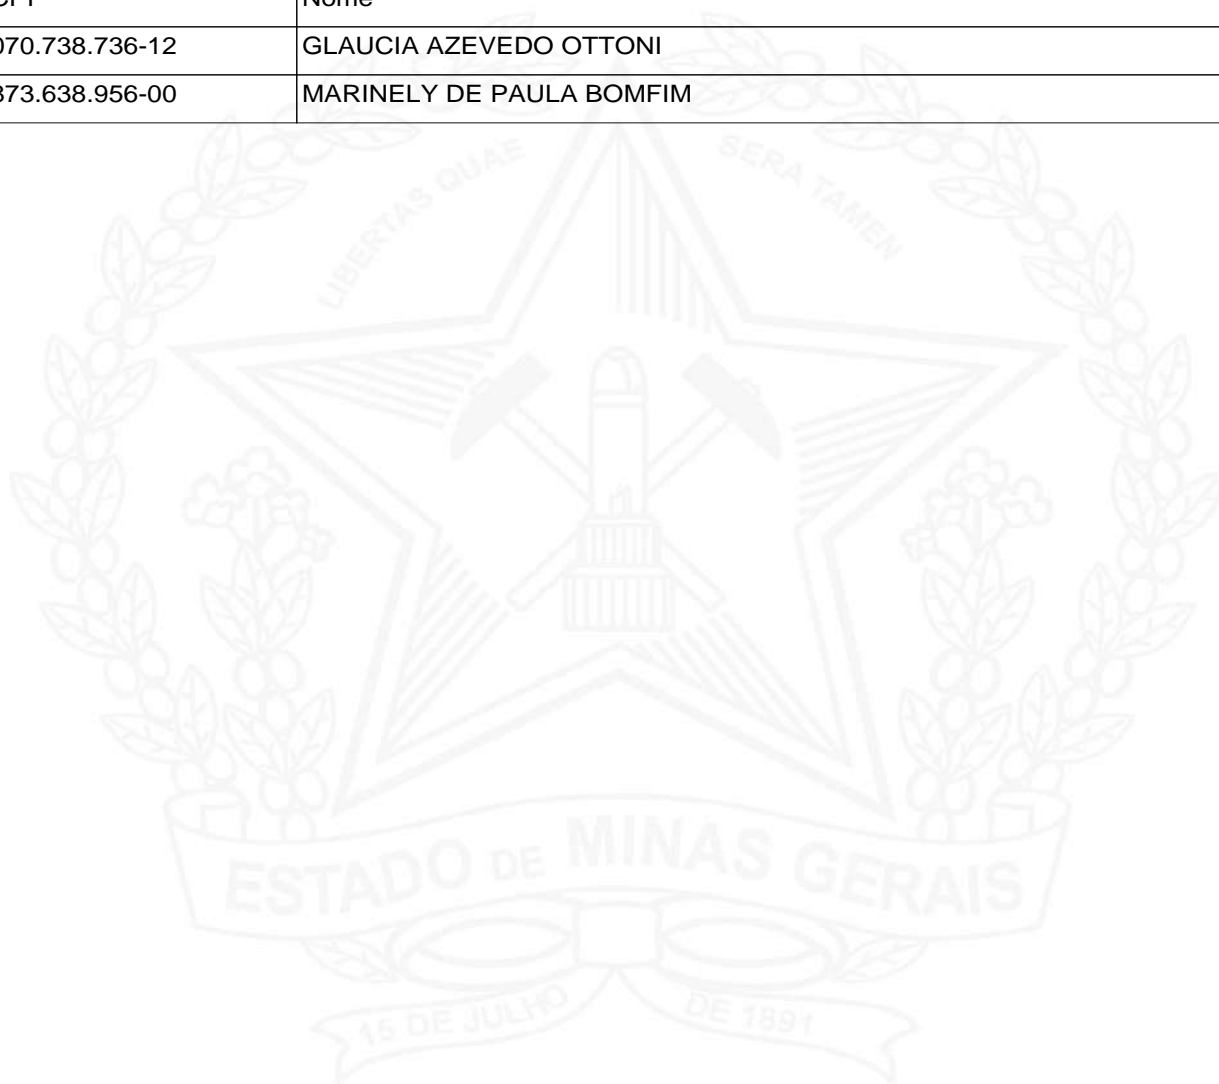 Nome
070.738.736-12 GLAUCIA AZEVEDO OTTONI
873.638.956-00 MARINELY DE PAULA BOMFIM
LIBERTAS QUAE SERA TAMEN
ESTADO DE MINAS GERAIS
15 DE JULHO DE 1891